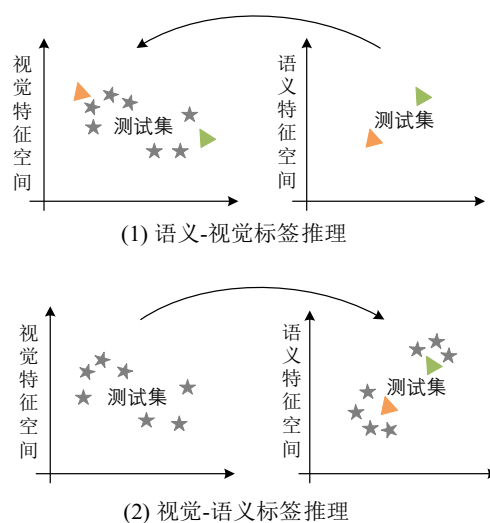 视觉特征空间
测试集
语义特征空间
测试集
(1) 语义-视觉标签推理
视觉特征空间
测试集
语义特征空间
测试集
(2) 视觉-语义标签推理